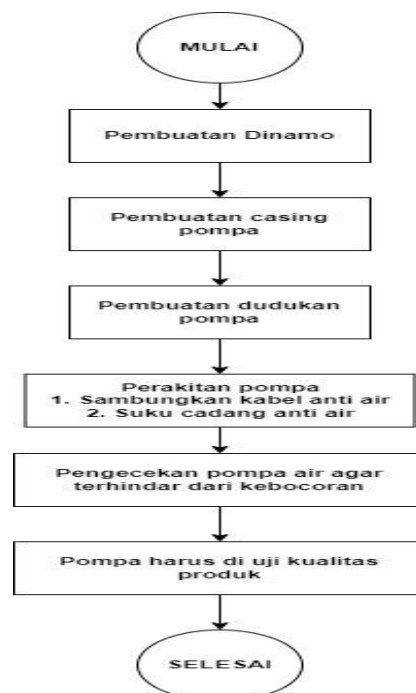 MULAI
Pembuatan Dinamo
Pembuatan casing
pompa
Pembuatan dudukan
pompa
Perakitan pompa
1. Sambungkan kabel anti air
2. Suku cadang anti air
Pengecekan pompa air agar
terhindar dari kebocoran
Pompa harus di uji kualitas
produk
SELESAI